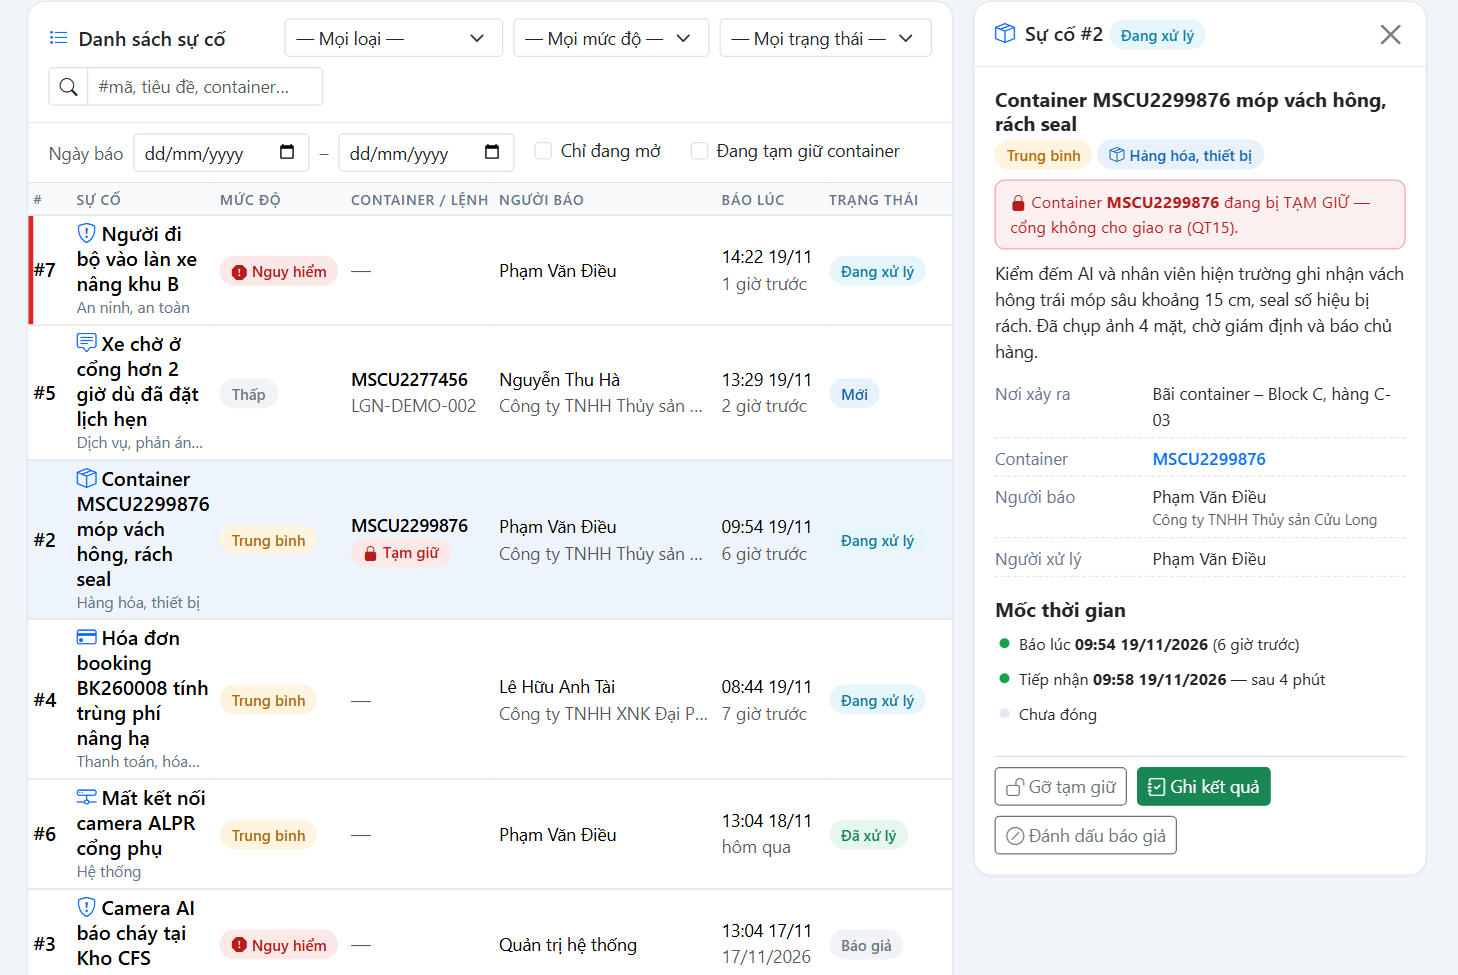 Danh sách sự cố
— Mọi loại —
— Mọi mức độ —
— Mọi trạng thái —
#mã, tiêu đề, container...
Ngày báo
dd/mm/yyyy
–
dd/mm/yyyy
Chỉ đang mở
Đang tạm giữ container
# SỰ CỐ MỨC ĐỘ CONTAINER / LỆNH NGƯỜI BÁO BÁO LÚC TRẠNG THÁI
#7
Người đi
bộ vào làn xe
nâng khu B
An ninh, an toàn
Nguy hiểm
—
Phạm Văn Điều
14:22 19/11
1 giờ trước
Đang xử lý
#5
Xe chờ ở
cổng hơn 2
giờ dù đã đặt
lịch hẹn
Dịch vụ, phản án...
Thấp
MSCU2277456
LGN-DEMO-002
Nguyễn Thu Hà
Công ty TNHH Thủy sản ...
13:29 19/11
2 giờ trước
Mới
#2
Container
MSCU2299876
móp vách
hông, rách
seal
Hàng hóa, thiết bị
Trung bình
MSCU2299876
Tạm giữ
Phạm Văn Điều
Công ty TNHH Thủy sản ...
09:54 19/11
6 giờ trước
Đang xử lý
#4
Hóa đơn
booking
BK260008 tính
trùng phí
nâng hạ
Thanh toán, hóa...
Trung bình
—
Lê Hữu Anh Tài
Công ty TNHH XNK Đại P...
08:44 19/11
7 giờ trước
Đang xử lý
#6
Mất kết nối
camera ALPR
cổng phụ
Hệ thống
Trung bình
—
Phạm Văn Điều
13:04 18/11
hôm qua
Đã xử lý
#3
Camera AI
báo cháy tại
Kho CFS
Nguy hiểm
—
Quản trị hệ thống
13:04 17/11
17/11/2026
Báo giả
Sự cố #2 Đang xử lý
Container MSCU2299876 móp vách hông,
rách seal
Trung bình
Hàng hóa, thiết bị
Container MSCU2299876 đang bị TẠM GIỮ —
cổng không cho giao ra (QT15).
Kiểm đếm AI và nhân viên hiện trường ghi nhận vách
hông trái móp sâu khoảng 15 cm, seal số hiệu bị
rách. Đã chụp ảnh 4 mặt, chờ giám định và báo chủ
hàng.
Nơi xảy ra
Bãi container – Block C, hàng C-
03
Container
MSCU2299876
Người báo
Phạm Văn Điều
Công ty TNHH Thủy sản Cửu Long
Người xử lý
Phạm Văn Điều
Mốc thời gian
Báo lúc 09:54 19/11/2026 (6 giờ trước)
Tiếp nhận 09:58 19/11/2026 — sau 4 phút
Chưa đóng
Gỡ tạm giữ
Ghi kết quả
Đánh dấu báo giả